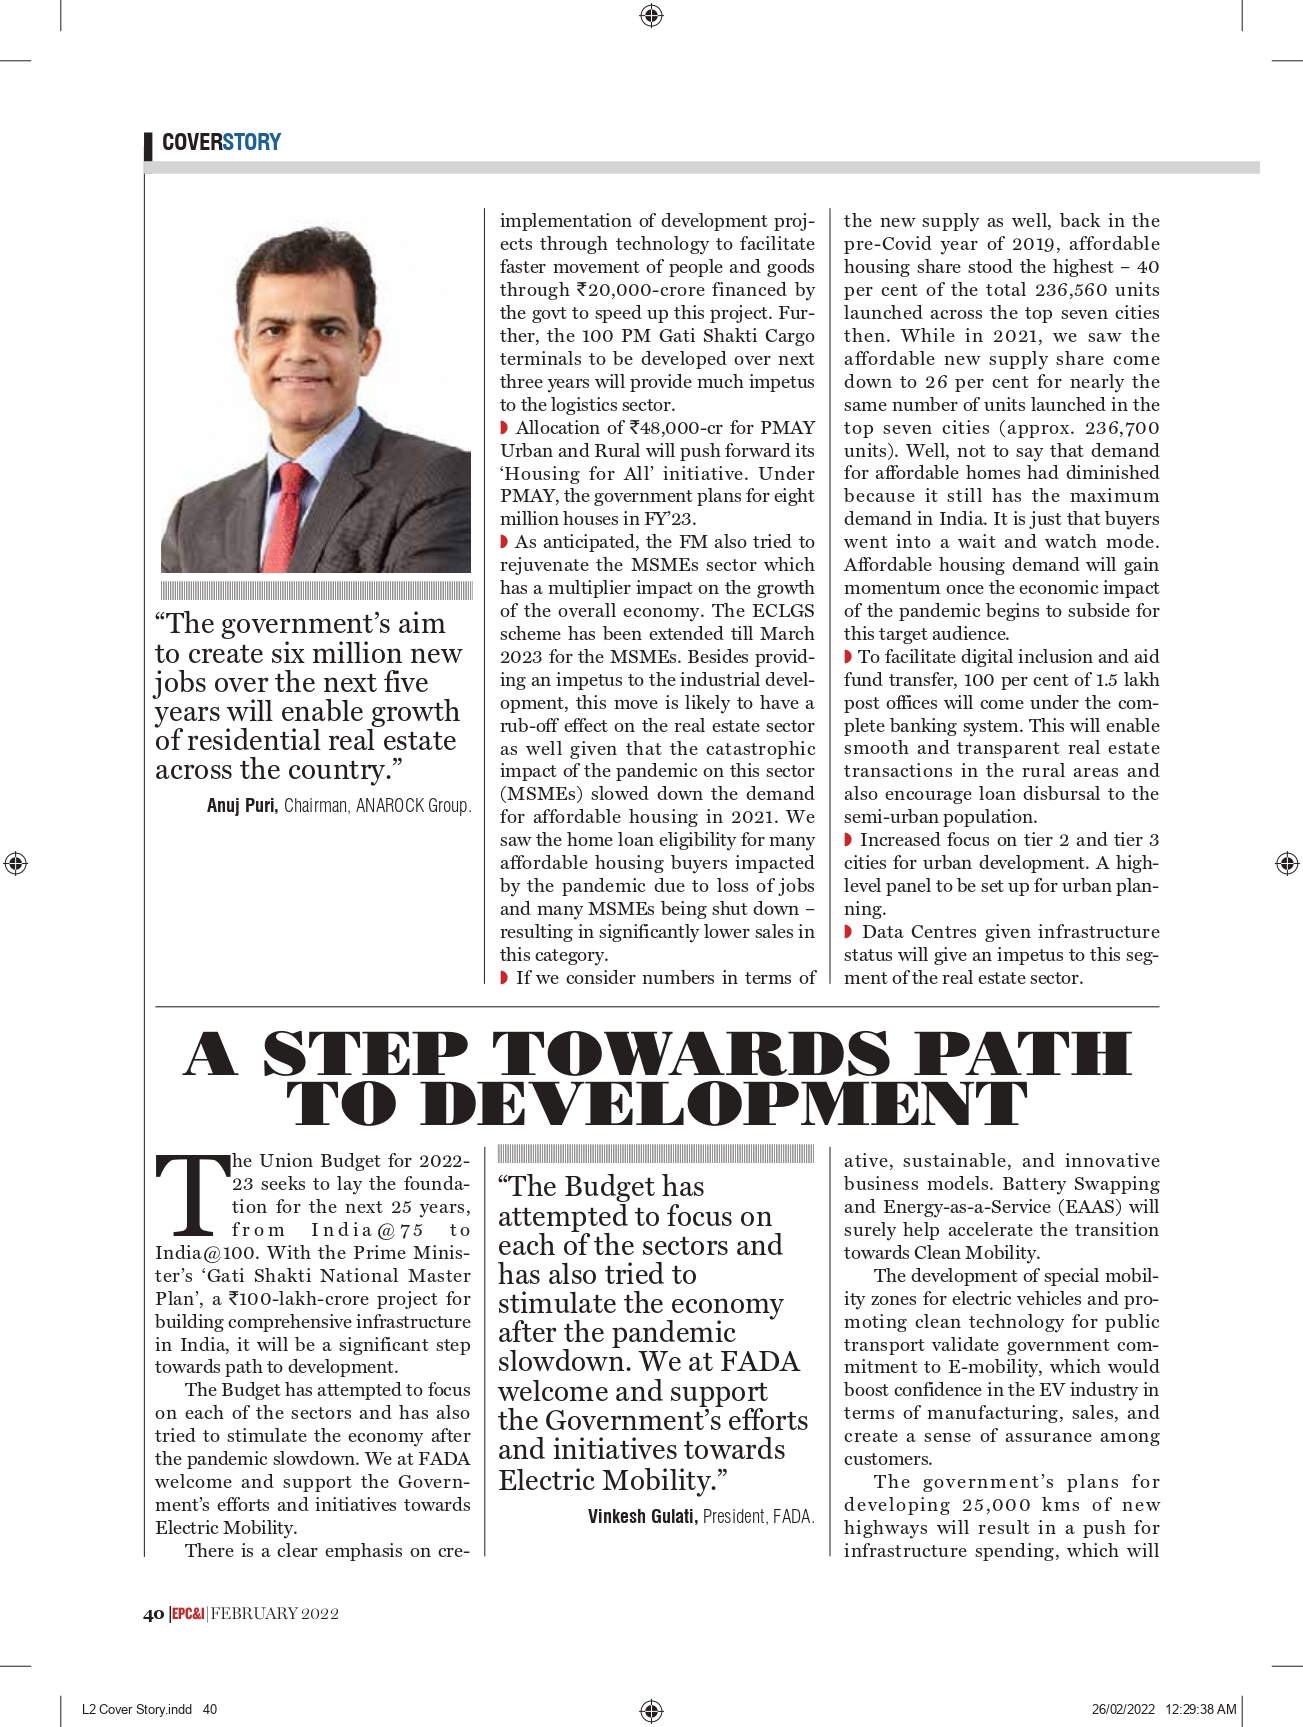 COVERSTORY
“The government’s aim
to create six million new
jobs over the next five
years will enable growth
of residential real estate
across the country.”
Anuj Puri, Chairman, ANAROCK Group.
implementation of development proj-
ects through technology to facilitate
faster movement of people and goods
through ₹20,000-crore financed by
the govt to speed up this project. Fur-
ther, the 100 PM Gati Shakti Cargo
terminals to be developed over next
three years will provide much impetus
to the logistics sector.
◗ Allocation of ₹48,000-cr for PMAY
Urban and Rural will push forward its
‘Housing for All’ initiative. Under
PMAY, the government plans for eight
million houses in FY’23.
◗ As anticipated, the FM also tried to
rejuvenate the MSMEs sector which
has a multiplier impact on the growth
of the overall economy. The ECLGS
scheme has been extended till March
2023 for the MSMEs. Besides provid-
ing an impetus to the industrial devel-
opment, this move is likely to have a
rub-off effect on the real estate sector
as well given that the catastrophic
impact of the pandemic on this sector
(MSMEs) slowed down the demand
for affordable housing in 2021. We
saw the home loan eligibility for many
affordable housing buyers impacted
by the pandemic due to loss of jobs
and many MSMEs being shut down –
resulting in significantly lower sales in
this category.
◗ If we consider numbers in terms of
the new supply as well, back in the
pre-Covid year of 2019, affordable
housing share stood the highest – 40
per cent of the total 236,560 units
launched across the top seven cities
then. While in 2021, we saw the
affordable new supply share come
down to 26 per cent for nearly the
same number of units launched in the
top seven cities (approx. 236,700
units). Well, not to say that demand
for affordable homes had diminished
because it still has the maximum
demand in India. It is just that buyers
went into a wait and watch mode.
Affordable housing demand will gain
momentum once the economic impact
of the pandemic begins to subside for
this target audience.
◗ To facilitate digital inclusion and aid
fund transfer, 100 per cent of 1.5 lakh
post offices will come under the com-
plete banking system. This will enable
smooth and transparent real estate
transactions in the rural areas and
also encourage loan disbursal to the
semi-urban population.
◗ Increased focus on tier 2 and tier 3
cities for urban development. A high-
level panel to be set up for urban plan-
ning.
◗ Data Centres given infrastructure
status will give an impetus to this seg-
ment of the real estate sector.
A STEP TOWARDS PATH
TO DEVELOPMENT
The Union Budget for 2022-
23 seeks to lay the founda-
tion for the next 25 years,
from India@75 to
India@100. With the Prime Minis-
ter’s ‘Gati Shakti National Master
Plan’, a ₹100-lakh-crore project for
building comprehensive infrastructure
in India, it will be a significant step
towards path to development.
The Budget has attempted to focus
on each of the sectors and has also
tried to stimulate the economy after
the pandemic slowdown. We at FADA
welcome and support the Govern-
ment’s efforts and initiatives towards
Electric Mobility.
There is a clear emphasis on cre-
“The Budget has
attempted to focus on
each of the sectors and
has also tried to
stimulate the economy
after the pandemic
slowdown. We at FADA
welcome and support
the Government’s efforts
and initiatives towards
Electric Mobility.”
Vinkesh Gulati, President, FADA.
ative, sustainable, and innovative
business models. Battery Swapping
and Energy-as-a-Service (EAAS) will
surely help accelerate the transition
towards Clean Mobility.
The development of special mobil-
ity zones for electric vehicles and pro-
moting clean technology for public
transport validate government com-
mitment to E-mobility, which would
boost confidence in the EV industry in
terms of manufacturing, sales, and
create a sense of assurance among
customers.
The government’s plans for
developing 25,000 kms of new
highways will result in a push for
infrastructure spending, which will
40 |EPC&I| FEBRUARY 2022
L2 Cover Story.indd 40
26/02/2022 12:29:38 AM